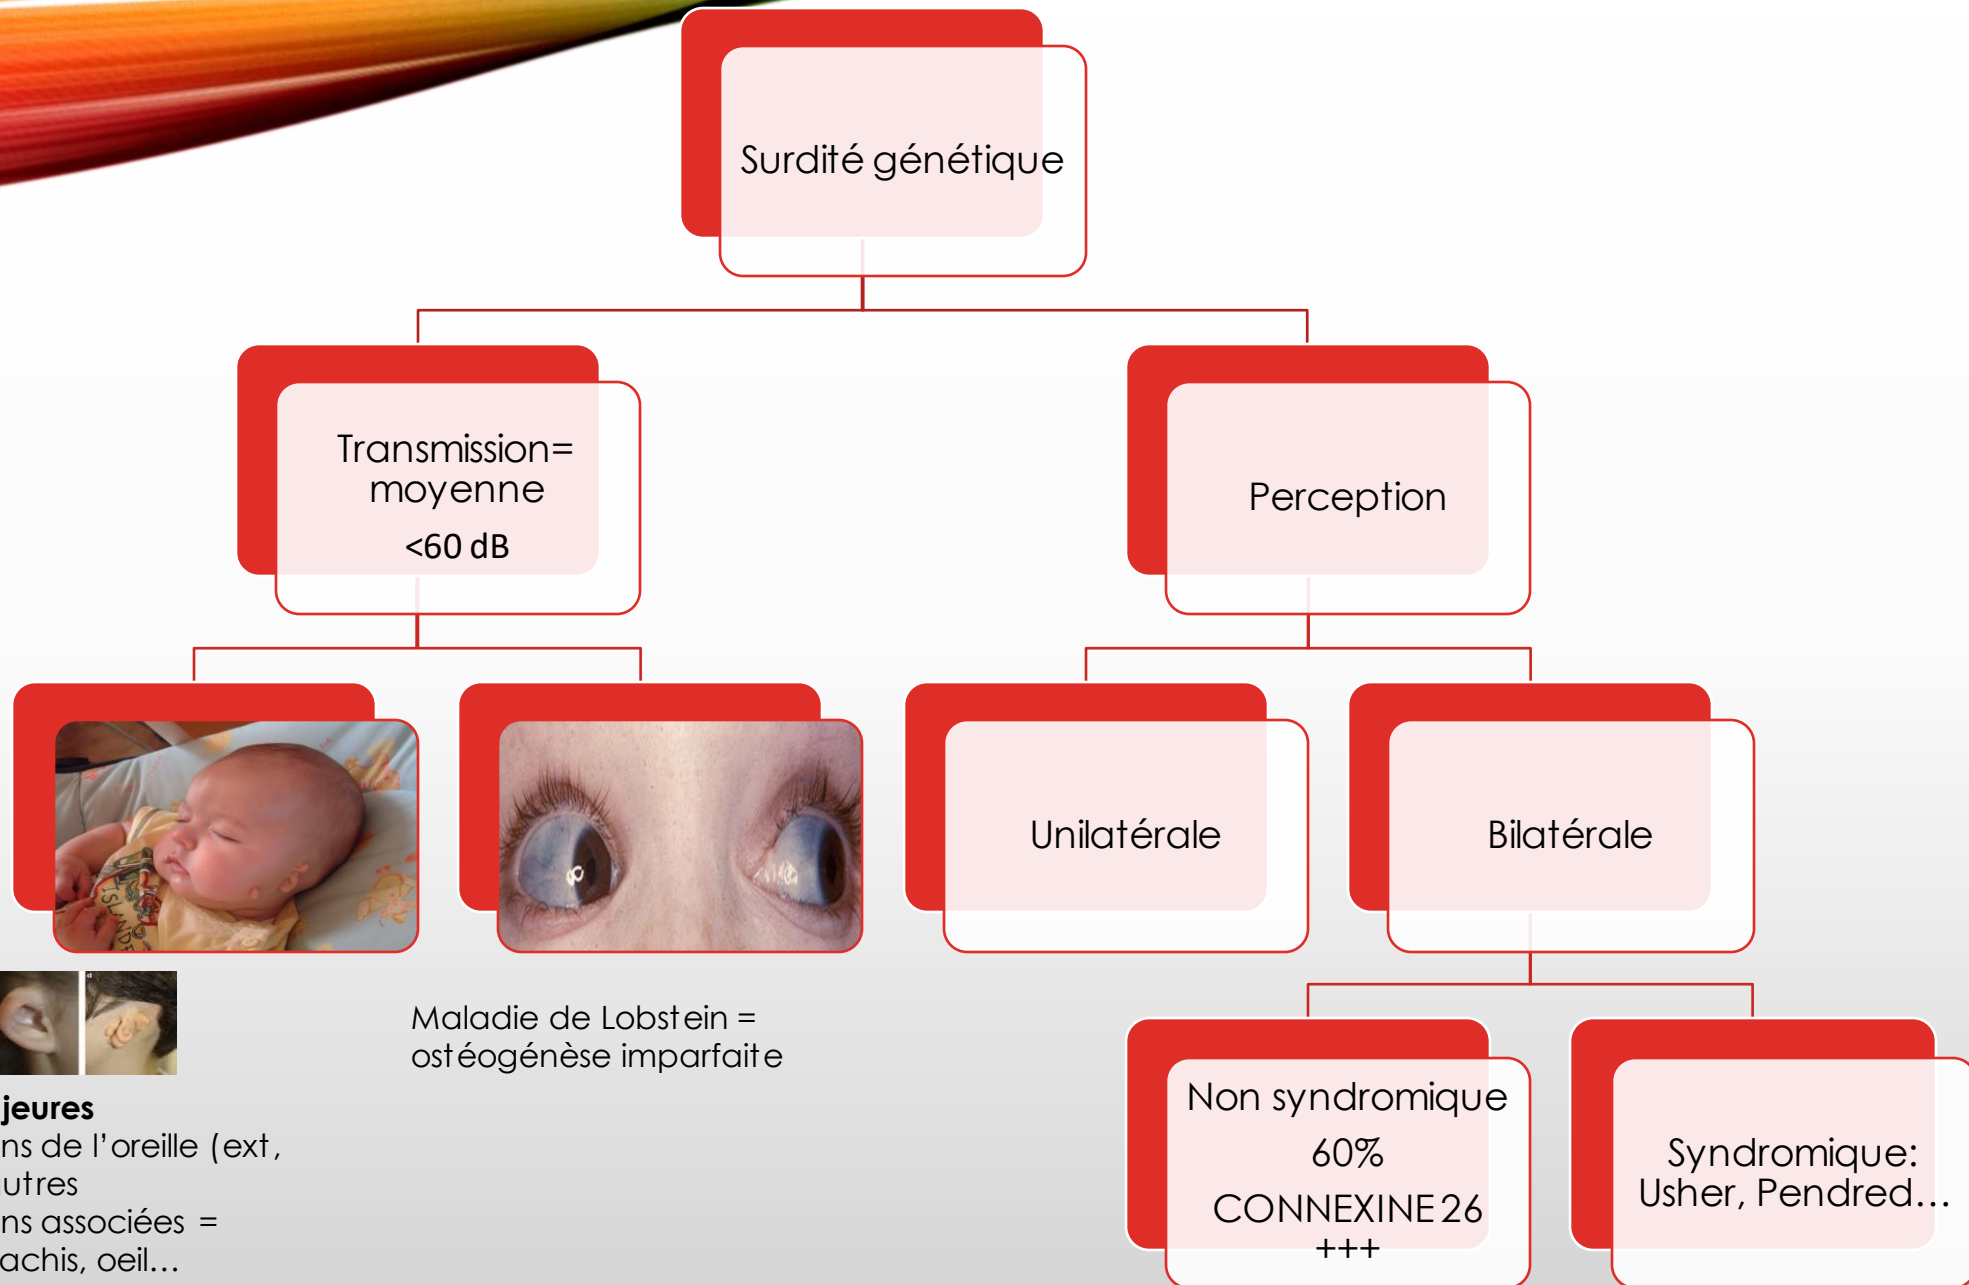 Surdité génétique
Transmission=
moyenne
<60 dB
Perception
Unilatérale
Bilatérale
Maladie de Lobstein =
ostéogénèse imparfaite
jeures
ns de l’oreille (ext,
utres
ns associées =
achis, oeil…
Non syndromique
60%
CONNEXINE 26
+++
Syndromique:
Usher, Pendred…